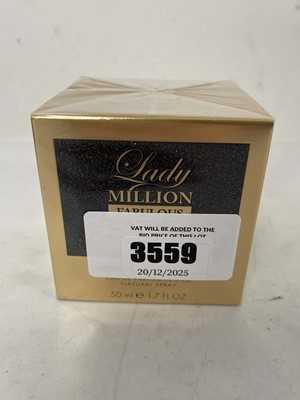 Lady
MILLION
FABULOUS
VAT WILL BE ADDED TO THE
BID PRICE OF THIS LOT
3559
20/12/2025
NATURAL SPRAY
50 ml e 1.7 FL OZ